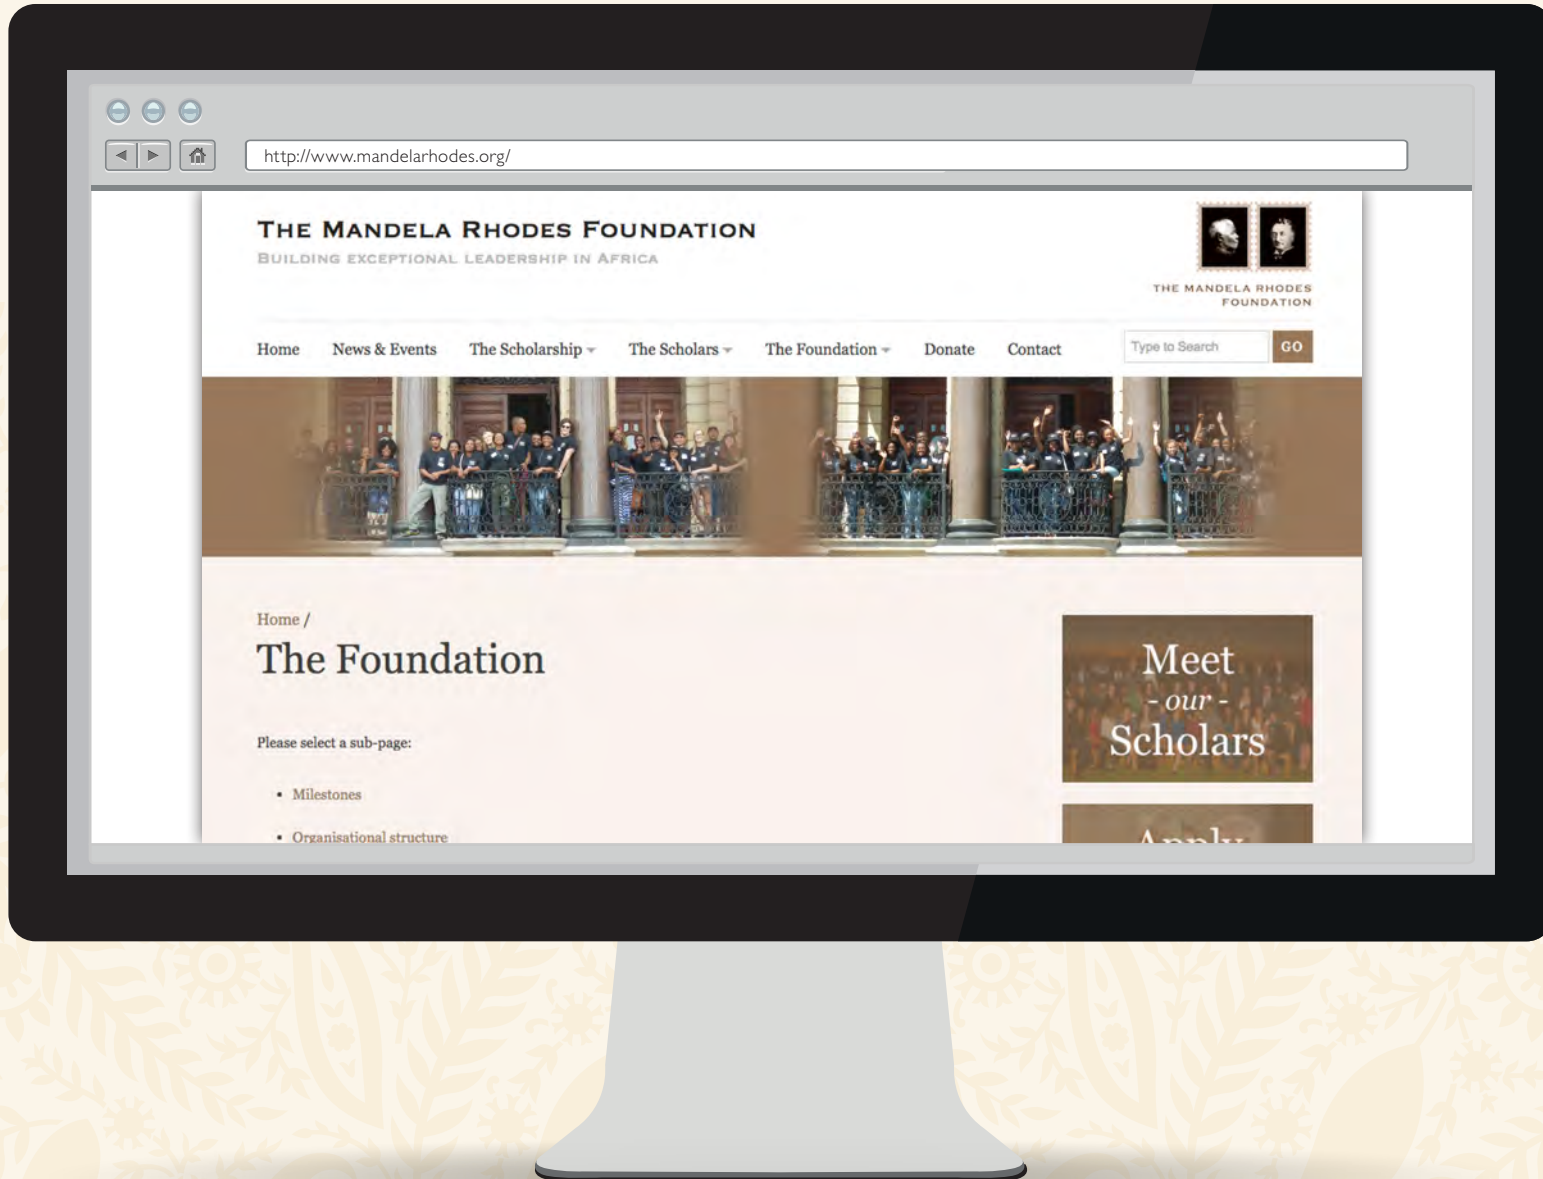 http://www.mandelarhodes.org/
THE MANDELA RHODES FOUNDATION
BUILDING EXCEPTIONAL LEADERSHIP IN AFRICA
THE MANDELA RHODES
FOUNDATION
Home News & Events The Scholarship The Scholars The Foundation Donate Contact Type to Search GO
Home /
The Foundation
Please select a sub-page:
• Milestones
• Organisational structure
Meet
- our -
Scholars
Apply